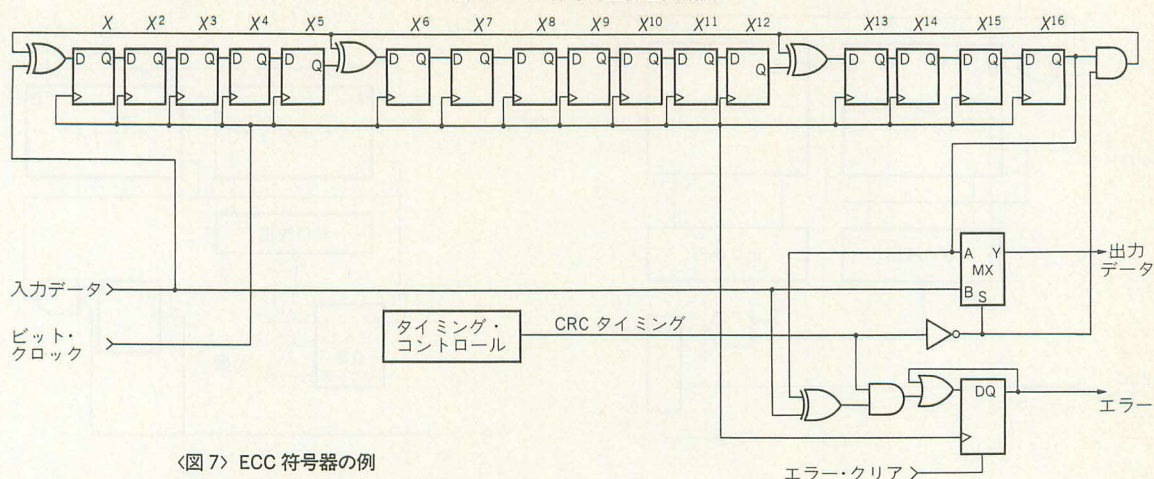 X X² X³ X⁴ X⁵ X⁶ X⁷ X⁸ X⁹ X¹⁰ X¹¹ X¹² X¹³ X¹⁴ X¹⁵ X¹⁶
D Q D Q D Q D Q D Q D Q D Q D Q D Q D Q D Q D Q D Q D Q D Q D Q
A Y
MX
B S
出力
データ
入力データ
ビット・
クロック
タイミング・
コントロール
CRC タイミング
DQ
エラー
エラー・クリア
〈図7〉 ECC 符号器の例